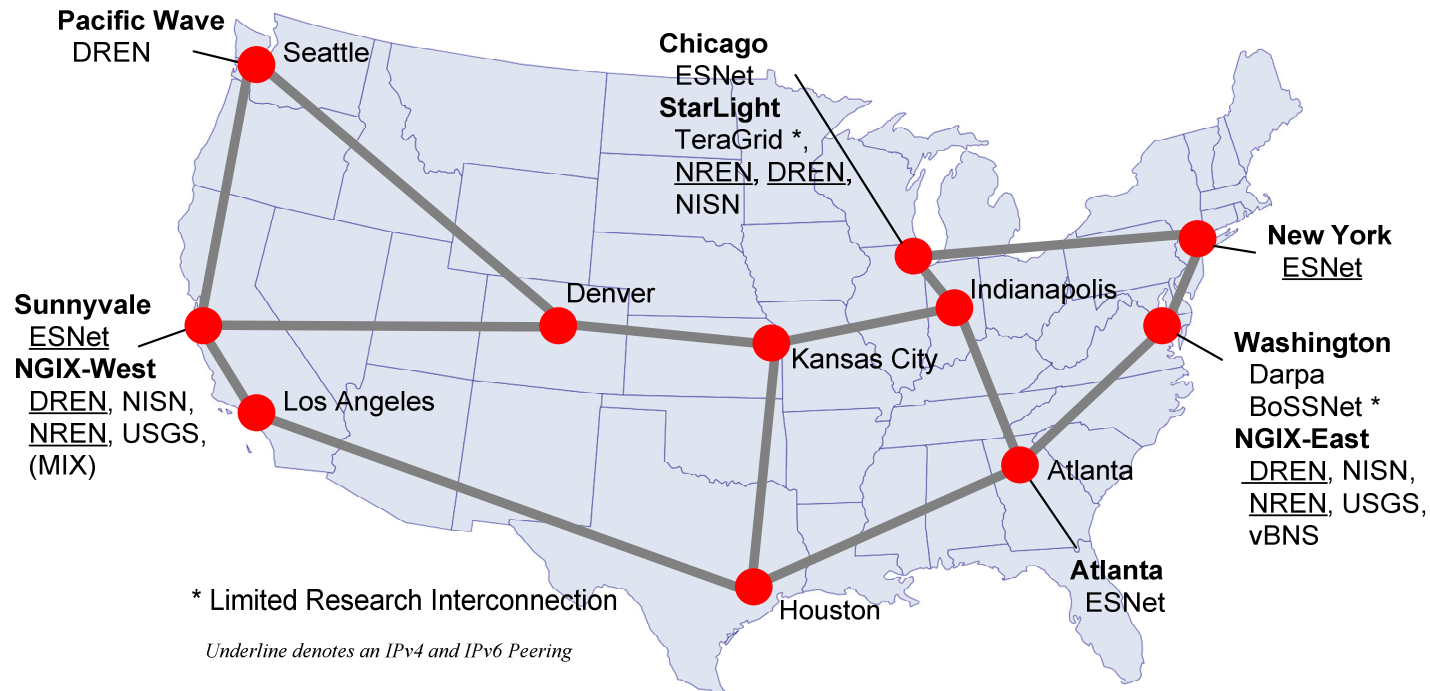 Pacific Wave
DREN
Seattle
Chicago
ESNet
StarLight
TeraGrid *,
NREN, DREN,
NISN
New York
ESNet
Sunnyvale
ESNet
NGIX-West
DREN, NISN,
NREN, USGS,
(MIX)
Denver
Indianapolis
Kansas City
Los Angeles
Washington
Darpa
BoSSNet *
NGIX-East
DREN, NISN,
NREN, USGS,
vBNS
Atlanta
Atlanta
ESNet
Houston
* Limited Research Interconnection
Underline denotes an IPv4 and IPv6 Peering